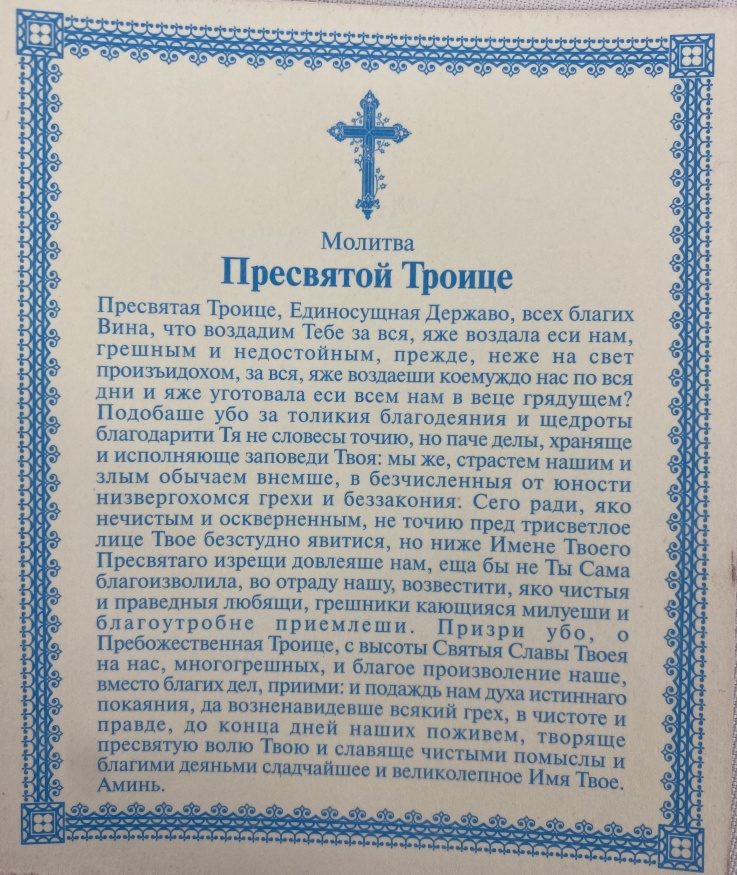 Молитва
Пресвятой Троице
Пресвятая Троице, Единосущная Державо, всех благих
Вина, что воздадим Тебе за вся, яже воздала еси нам,
грешным и недостойным, прежде, неже на свет
произъидохом, за вся, яже воздаеши коемуждо нас по вся
дни и яже уготовала еси всем нам в веце грядущем?
Подобаше убо за толикия благодеяния и щедроты
благодарити Тя не словесы точию, но паче делы, храняще
и исполняюще заповеди Твоя: мы же, страстем нашим и
злым обычаем внемше, в безчисленныя от юности
низвергохомся грехи и беззакония. Сего ради, яко
нечистым и оскверненным, не точию пред трисветлое
лице Твое безстудно явитися, но ниже Имене Твоего
Пресвятаго изрещи довлеяше нам, еща бы не Ты Сама
благоизволила, во отраду нашу, возвестити, яко чистыя
и праведныя любящи, грешники кающияся милуеши и
благоутробне приемлеши. Призри убо, о
Пребожественная Троице, с высоты Святыя Славы Твоея
на нас, многогрешных, и благое произволение наше,
вместо благих дел, приими: и подаждь нам духа истиннаго
покаяния, да возненавидевше всякий грех, в чистоте и
правде, до конца дней наших поживем, творяще
пресвятую волю Твою и славяще чистыми помыслы и
благими деяньми сладчайшее и великолепное Имя Твое.
Аминь.